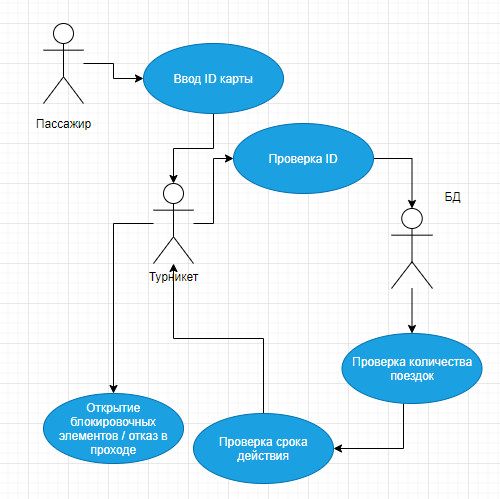 Ввод ID карты
Пассажир
Проверка ID
БД
Турникет
Проверка количества
поездок
Открытие
блокировочных
элементов / отказ в
проходе
Проверка срока
действия